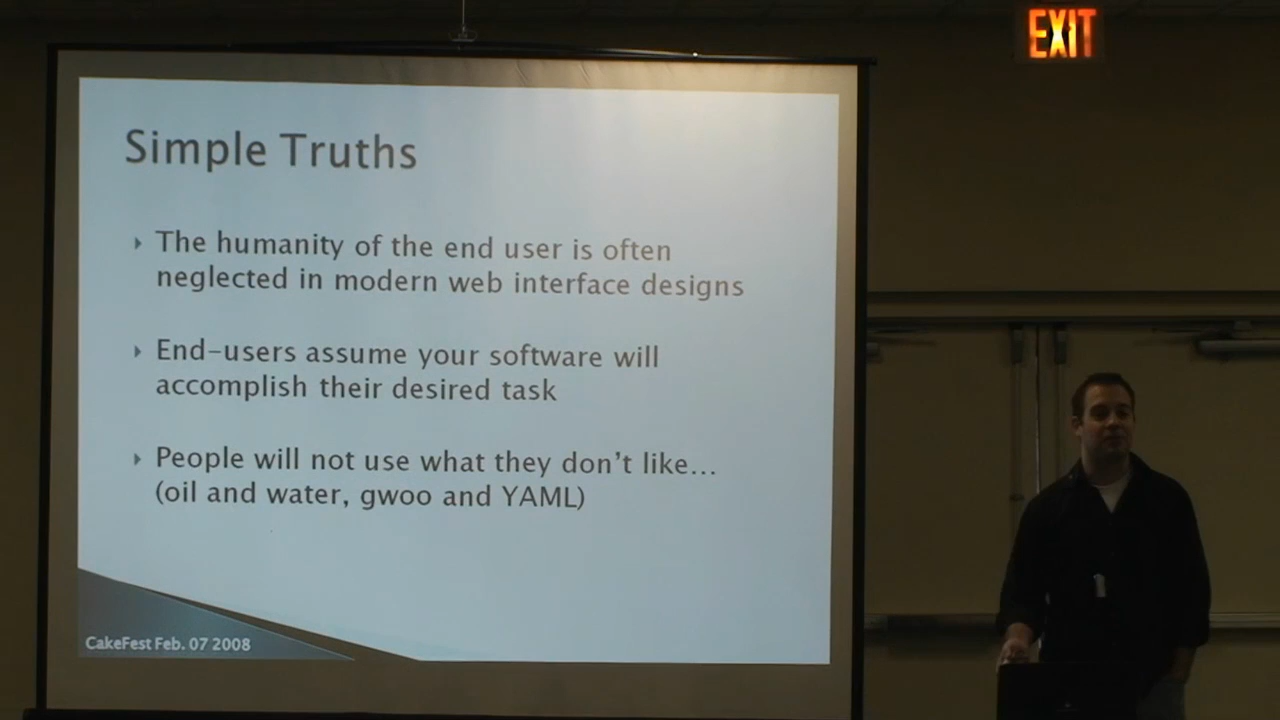 EXIT
Simple Truths
The humanity of the end user is often
neglected in modern web interface designs
End-users assume your software will
accomplish their desired task
People will not use what they don't like...
(oil and water, gwoo and YAML)
CakeFest Feb. 07 2008